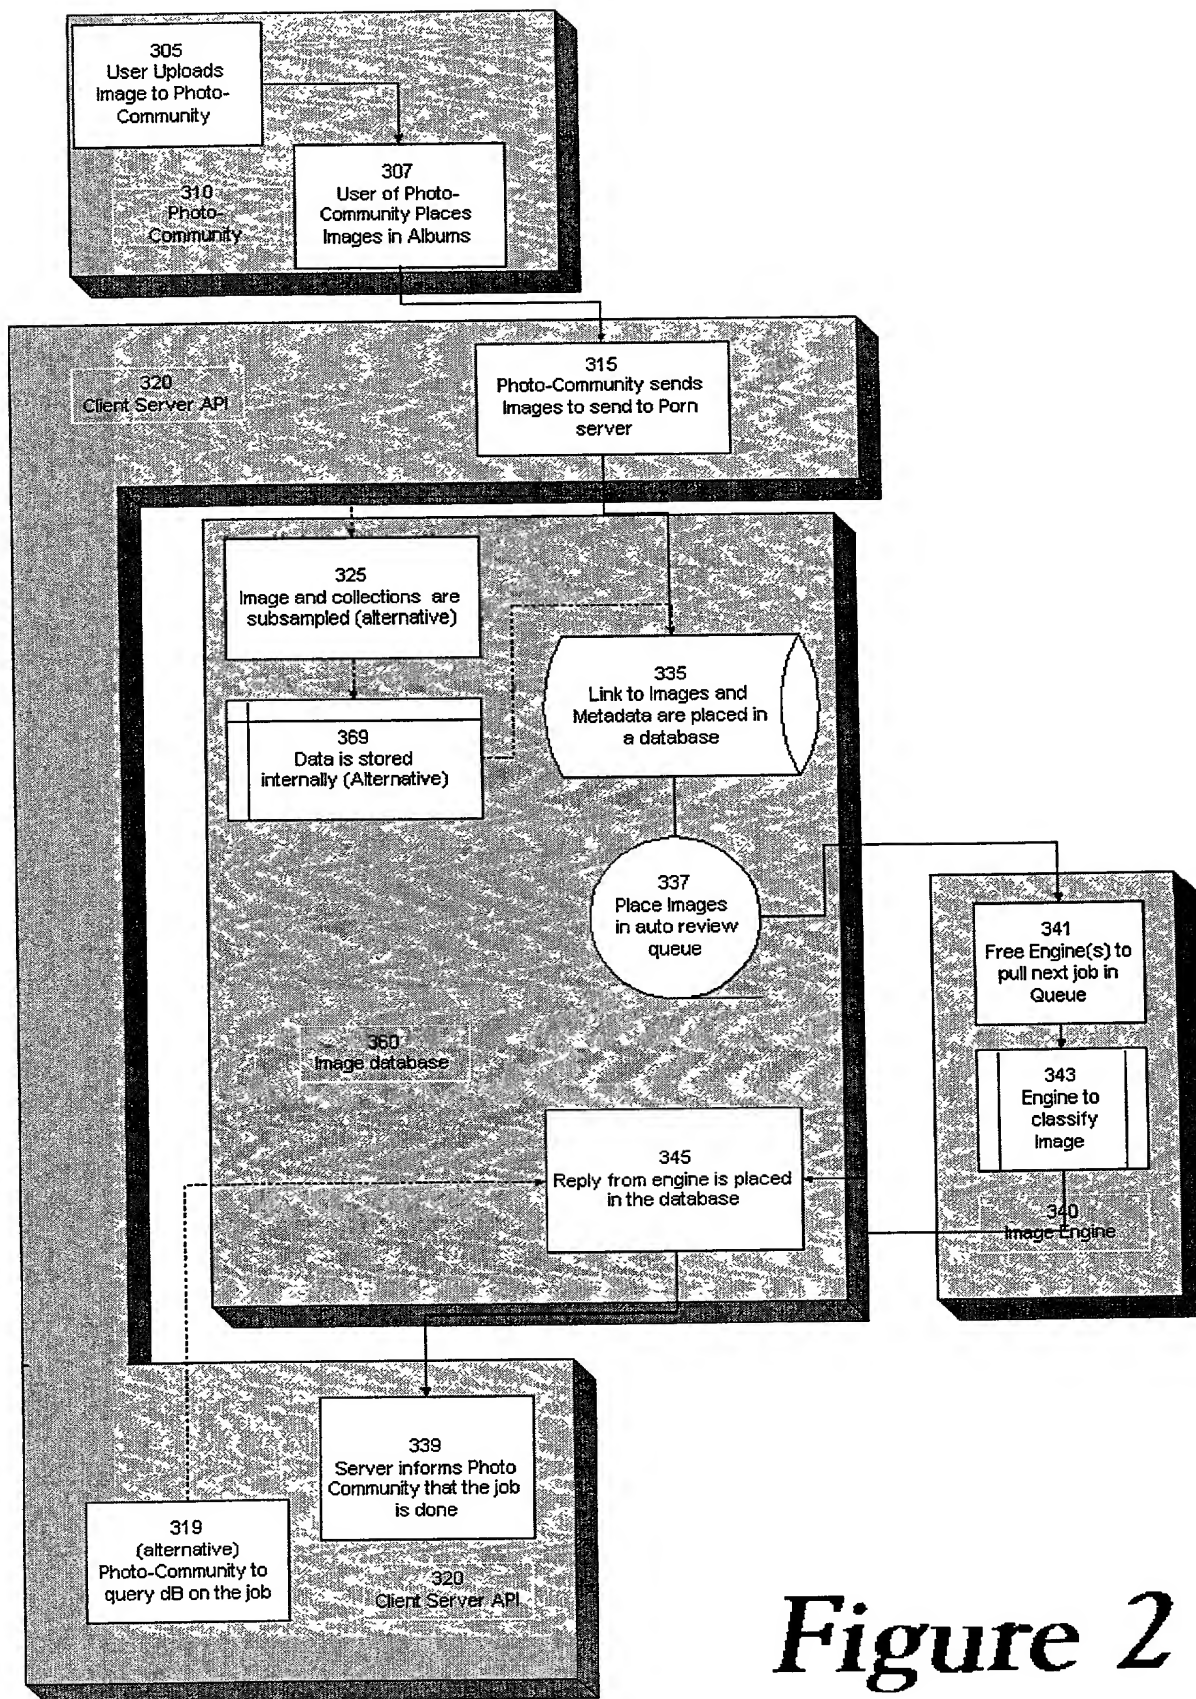 305
User Uploads
Image to Photo-
Community
307
User of Photo-
Community Places
Images in Albums
310
Photo-
Community
315
Photo-Community sends
Images to send to Porn
server
320
Client Server API
325
Image and collections are
subsampled (alternative)
335
Link to Images and
Metadata are placed in
a database
369
Data is stored
internally (Alternative)
337
Place Images
in auto review
queue
341
Free Engine(s) to
pull next job in
Queue
360
Image database
343
Engine to
classify
Image
345
Reply from engine is placed
in the database
340
Image Engine
339
Server informs Photo
Community that the job
is done
319
(alternative)
Photo-Community to
query dB on the job
320
Client Server API
Figure 2